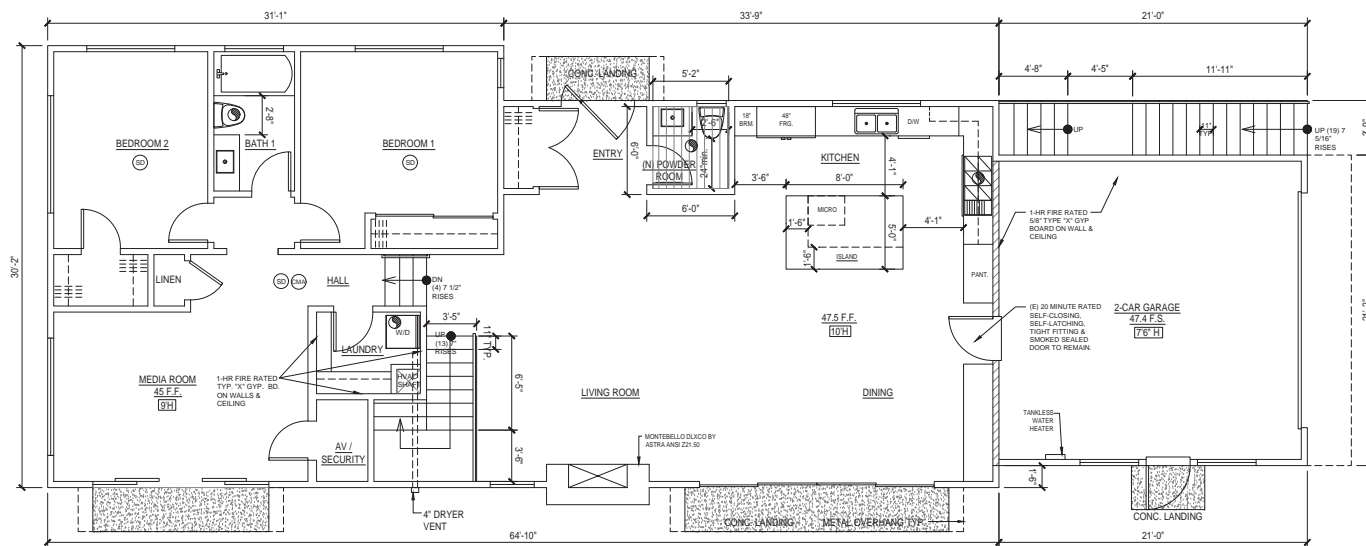 31'-1"
33'-9"
21'-0"
4'-8"
4'-5"
11'-11"
CONC. LANDING
5'-2"
2'-8"
2'-6"
18"
BRM.
48"
FRG.
D/W
UP
11"
TYP.
UP (19) 7
5/16"
RISES
BEDROOM 2
SD
BATH 1
BEDROOM 1
SD
ENTRY
6'-0"
(N) POWDER
ROOM
24"min.
KITCHEN
4'-1"
3'-6"
8'-0"
6'-0"
1'-6"
MICRO
5'-0"
4'-1"
1'-6"
ISLAND
1-HR FIRE RATED
5/8" TYPE "X" GYP
BOARD ON WALL &
CEILING
30'-2"
LINEN
SD
CMA
HALL
DN
(4) 7 1/2"
RISES
PANT.
3'-5"
W/D
UP
(13) 7"
RISES
11" TYP.
LAUNDRY
47.5 F.F.
10'H
(E) 20 MINUTE RATED
SELF-CLOSING,
SELF-LATCHING,
TIGHT FITTING &
SMOKED SEALED
DOOR TO REMAIN.
2-CAR GARAGE
47.4 F.S.
7'6" H
MEDIA ROOM
45 F.F.
9'H
1-HR FIRE RATED
TYP. "X" GYP. BD.
ON WALLS &
CEILING
HVAC
SHAFT
6'-5"
LIVING ROOM
DINING
TANKLESS
WATER
HEATER
AV /
SECURITY
3'-6"
MONTEBELLO DLXCO BY
ASTRA ANSI Z21.50
1'-6"
4" DRYER
VENT
CONC. LANDING
METAL OVERHANG TYP.
CONC. LANDING
64'-10"
21'-0"